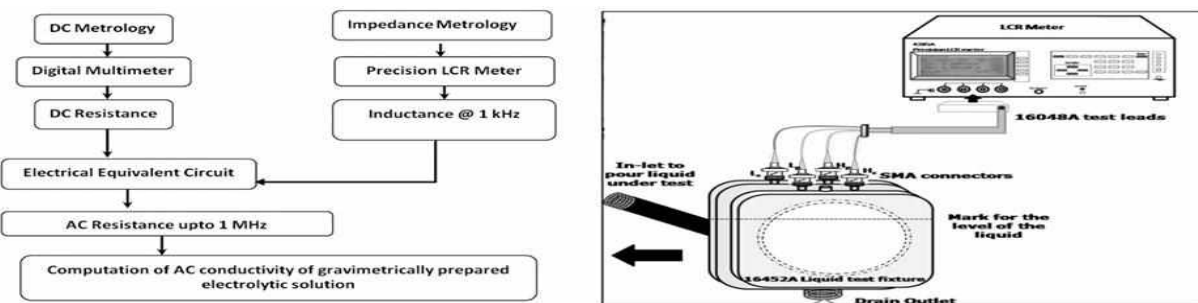 DC Metrology
Digital Multimeter
DC Resistance
Impedance Metrology
Precision LCR Meter
Inductance @ 1 kHz
Electrical Equivalent Circuit
AC Resistance upto 1 MHz
Computation of AC conductivity of gravimetrically prepared
electrolytic solution
LCR Meter
Precision LCR meter
16048A test leads
In-let to
pour liquid
under test
SMA connectors
Mark for the
level of the
liquid
16452A Liquid test fixture
Drain Outlet